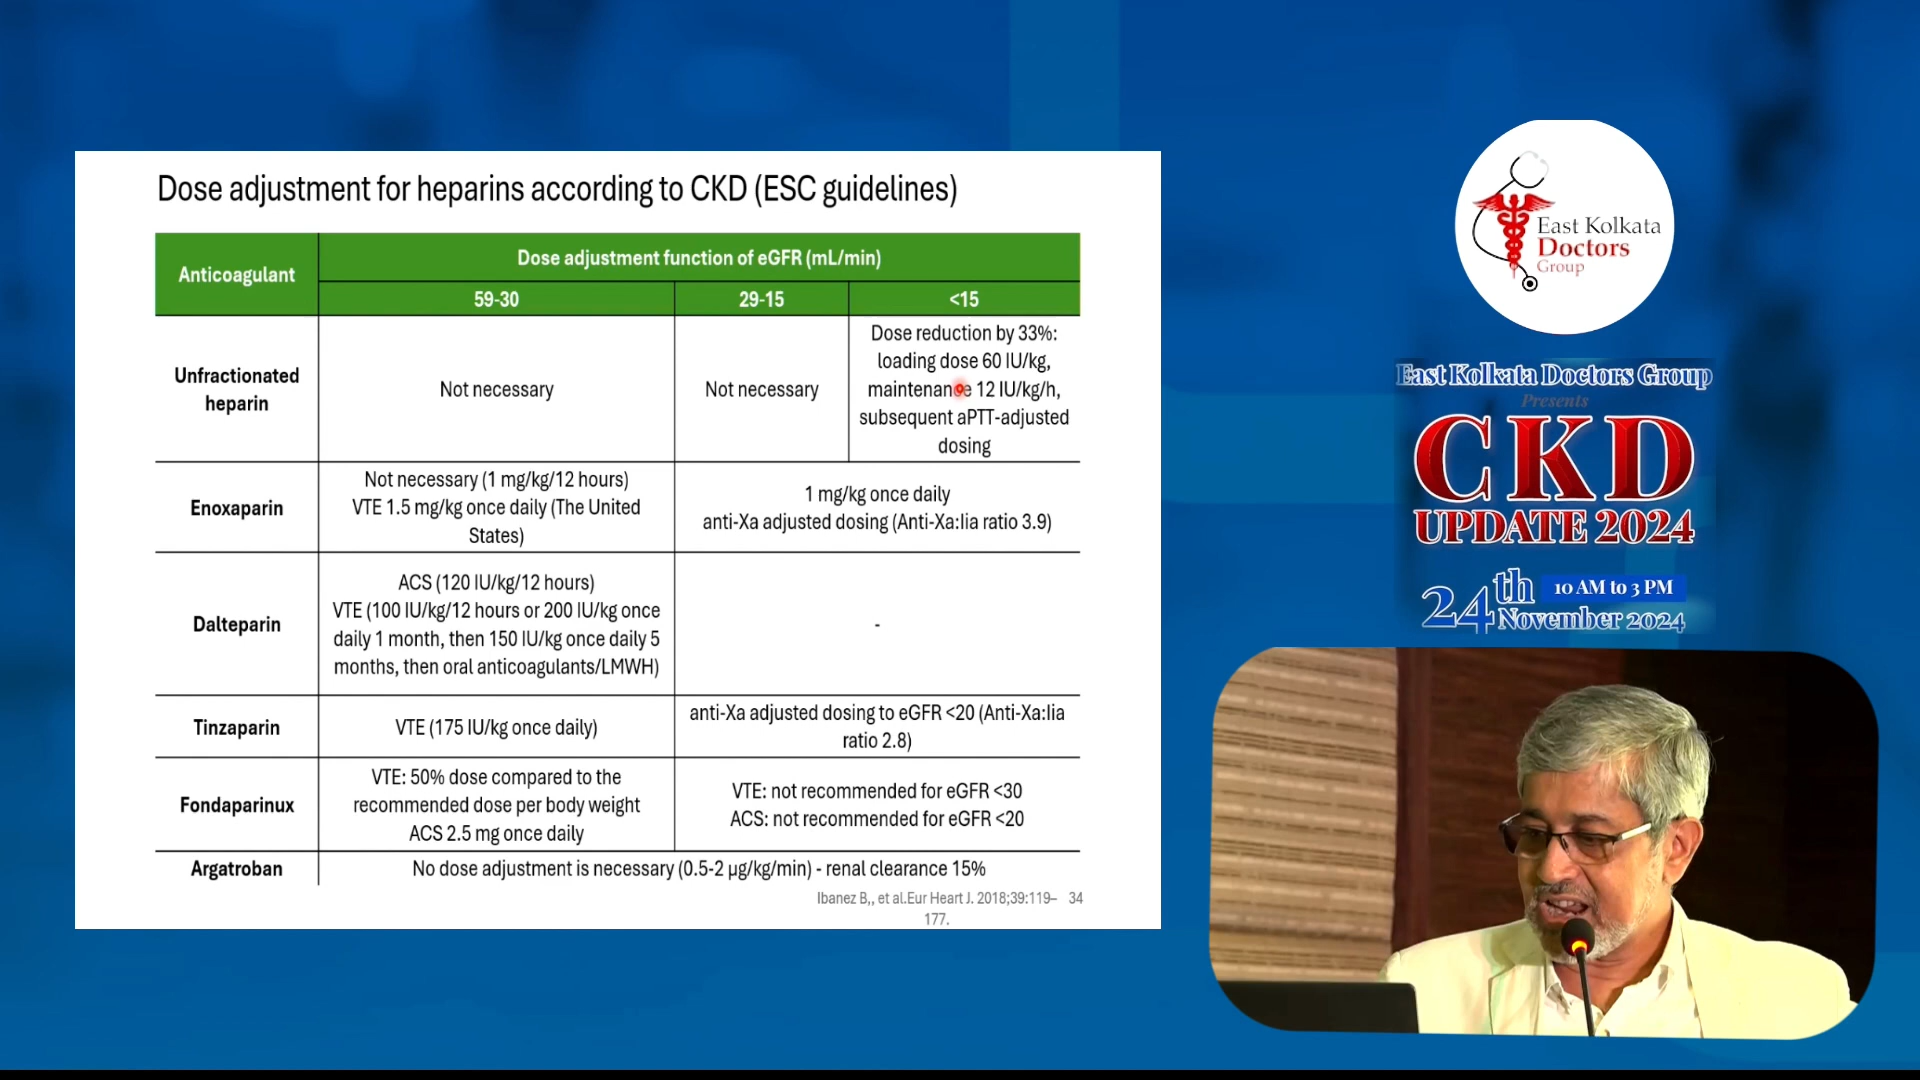 Dose adjustment for heparins according to CKD (ESC guidelines)
Anticoagulant
Dose adjustment function of eGFR (mL/min)
59-30
29-15
<15
Unfractionated
heparin
Not necessary
Not necessary
Dose reduction by 33%:
loading dose 60 IU/kg,
maintenance 12 IU/kg/h,
subsequent aPTT-adjusted
dosing
Enoxaparin
Not necessary (1 mg/kg/12 hours)
VTE 1.5 mg/kg once daily (The United
States)
1 mg/kg once daily
anti-Xa adjusted dosing (Anti-Xa:Iia ratio 3.9)
Dalteparin
ACS (120 IU/kg/12 hours)
VTE (100 IU/kg/12 hours or 200 IU/kg once
daily 1 month, then 150 IU/kg once daily 5
months, then oral anticoagulants/LMWH)
-
Tinzaparin
VTE (175 IU/kg once daily)
anti-Xa adjusted dosing to eGFR <20 (Anti-Xa:Iia
ratio 2.8)
Fondaparinux
VTE: 50% dose compared to the
recommended dose per body weight
ACS 2.5 mg once daily
VTE: not recommended for eGFR <30
ACS: not recommended for eGFR <20
Argatroban
No dose adjustment is necessary (0.5-2 µg/kg/min) - renal clearance 15%
Ibanez B,, et al.Eur Heart J. 2018;39:119–
177.
34
East Kolkata
Doctors
Group
East Kolkata Doctors Group
Presents
CKD
UPDATE 2024
24th
10 AM to 3 PM
November 2024